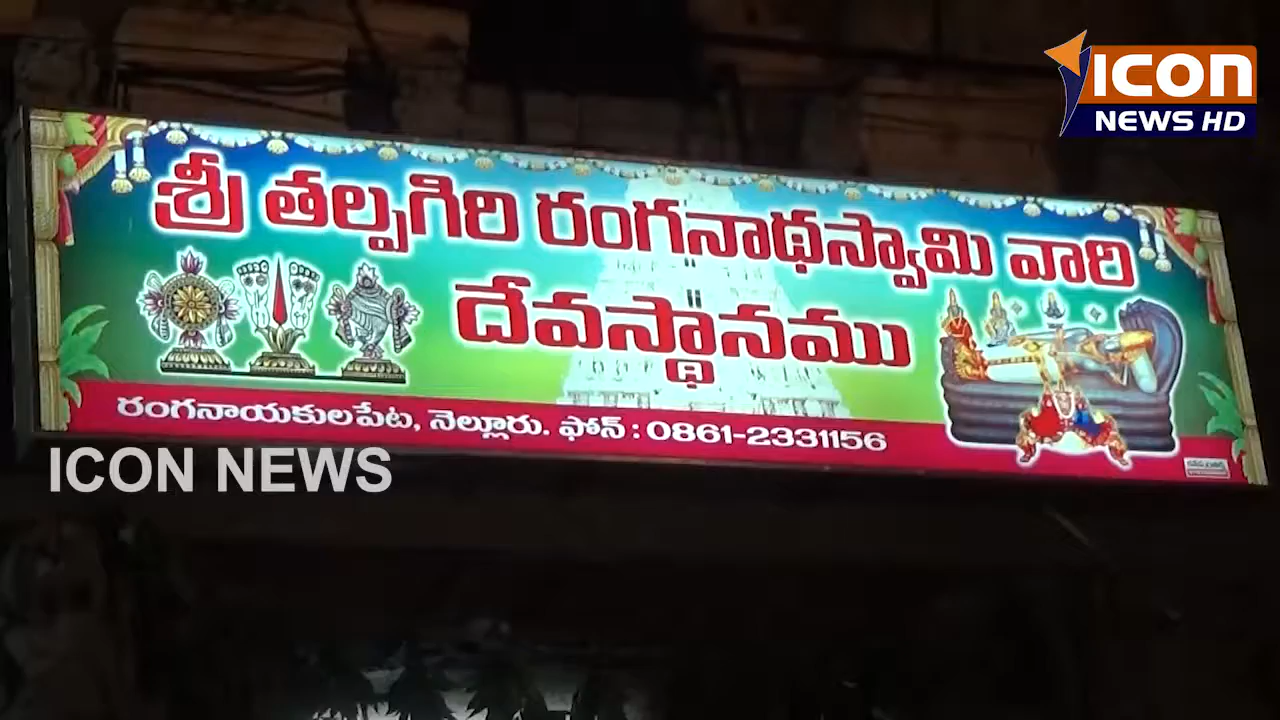 ICON
NEWS HD
శ్రీ తల్పగిరి రంగనాథస్వామి వారి
దేవస్థానము
రంగనాయకులపేట, నెల్లూరు. ఫోన్ : 0861-2331156
ICON NEWS